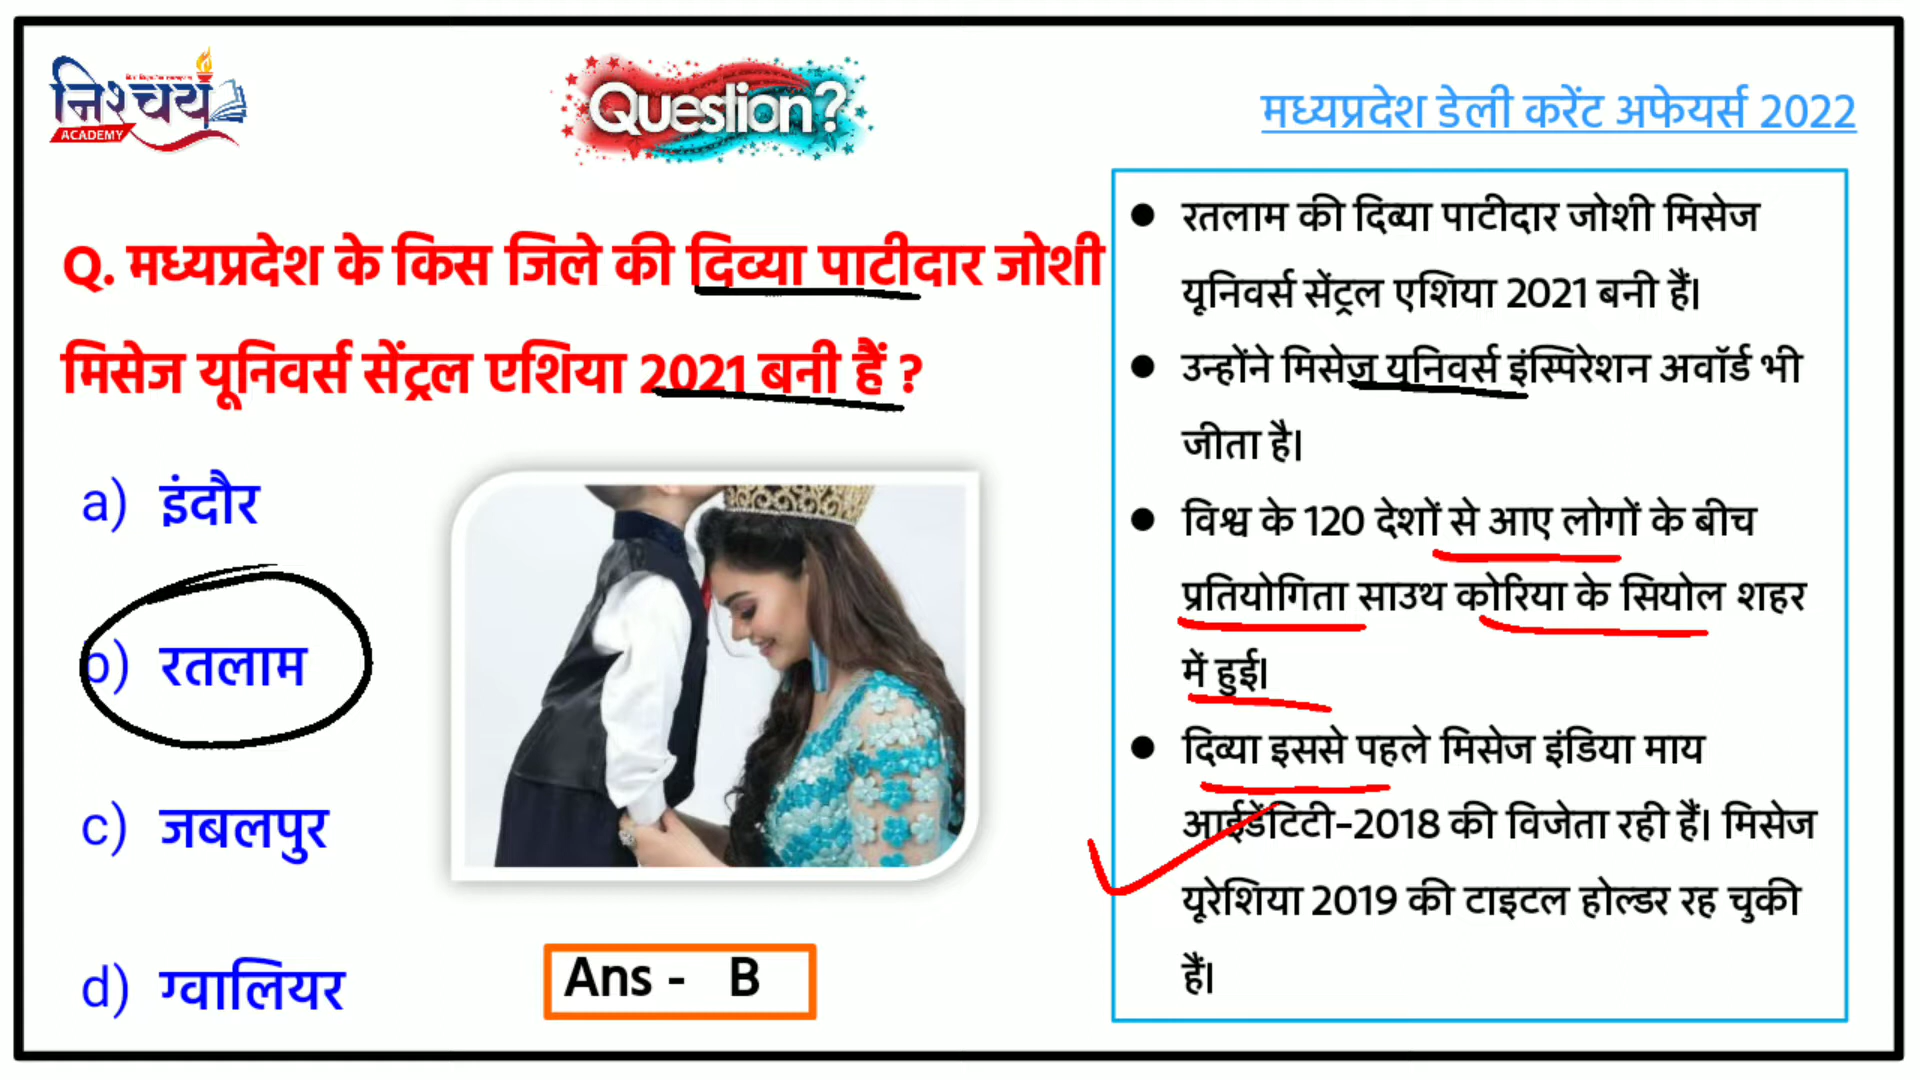 निश्चय
ACADEMY
Question?
मध्यप्रदेश डेली करेंट अफेयर्स 2022
Q. मध्यप्रदेश के किस जिले की दिव्या पाटीदार जोशी
मिसेज यूनिवर्स सेंट्रल एशिया 2021 बनी हैं ?
a) इंदौर
b) रतलाम
c) जबलपुर
d) ग्वालियर
Ans - B
● रतलाम की दिव्या पाटीदार जोशी मिसेज
यूनिवर्स सेंट्रल एशिया 2021 बनी हैं।
● उन्होंने मिसेज यूनिवर्स इंस्पिरेशन अवॉर्ड भी
जीता है।
● विश्व के 120 देशों से आए लोगों के बीच
प्रतियोगिता साउथ कोरिया के सियोल शहर
में हुई।
● दिव्या इससे पहले मिसेज इंडिया माय
आईडेंटिटी-2018 की विजेता रही हैं। मिसेज
यूरेशिया 2019 की टाइटल होल्डर रह चुकी
हैं।